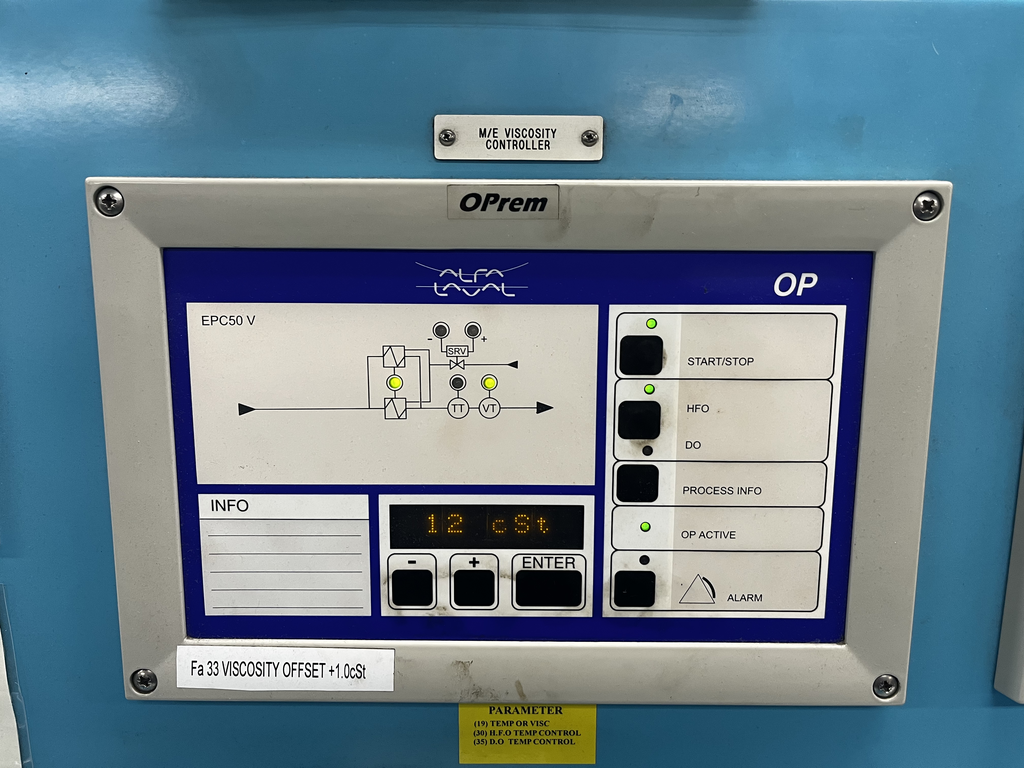 M/E VISCOSITY
CONTROLLER
OPrem
ALFA
LAVAL
OP
EPC50 V
-
+
SRV
TT
VT
START/STOP
HFO
DO
PROCESS INFO
OP ACTIVE
ALARM
INFO
12 cSt
- + ENTER
Fa 33 VISCOSITY OFFSET +1.0cSt
PARAMETER
(19) TEMP OR VISC
(30) H.F.O TEMP CONTROL
(35) D.O TEMP CONTROL